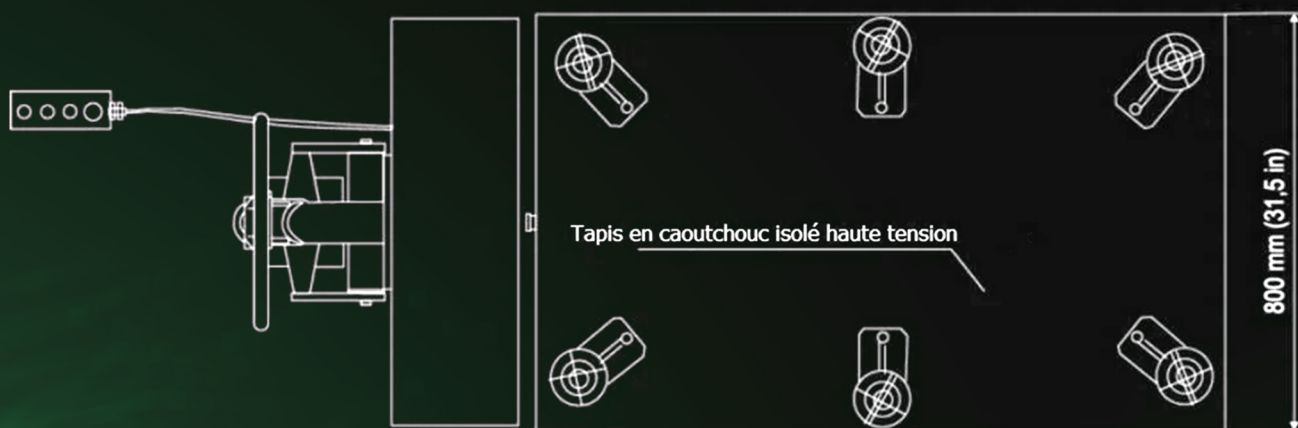 Tapis en caoutchouc isolé haute tension
800 mm (31,5 in)